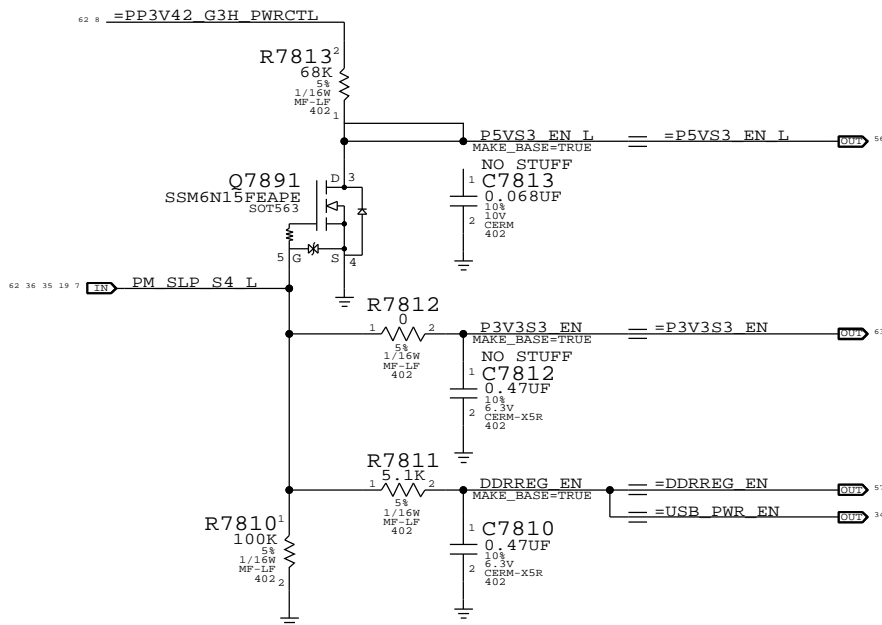 62 8 =PP3V42_G3H_PWRCTL
R7813 2
68K
5%
1/16W
MF-LF
402
1
P5VS3_EN_L =P5VS3_EN_L OUT 56
MAKE_BASE=TRUE
NO STUFF
1 C7813
0.068UF
10%
10V
2 CERM
402
Q7891 D 3
SSM6N15FEAPE
SOT563
5 G S 4
62 36 35 19 7 IN PM_SLP_S4_L
R7812
0
1 2
5%
1/16W
MF-LF
402
P3V3S3_EN =P3V3S3_EN OUT 63
MAKE_BASE=TRUE
NO STUFF
1 C7812
0.47UF
10%
6.3V
2 CERM-X5R
402
R7811
5.1K
1 2
5%
1/16W
MF-LF
402
DDRREG_EN =DDRREG_EN OUT 57
MAKE_BASE=TRUE
=USB_PWR_EN OUT 34
R7810 1
100K
5%
1/16W
MF-LF
402 2
1 C7810
0.47UF
10%
6.3V
2 CERM-X5R
402